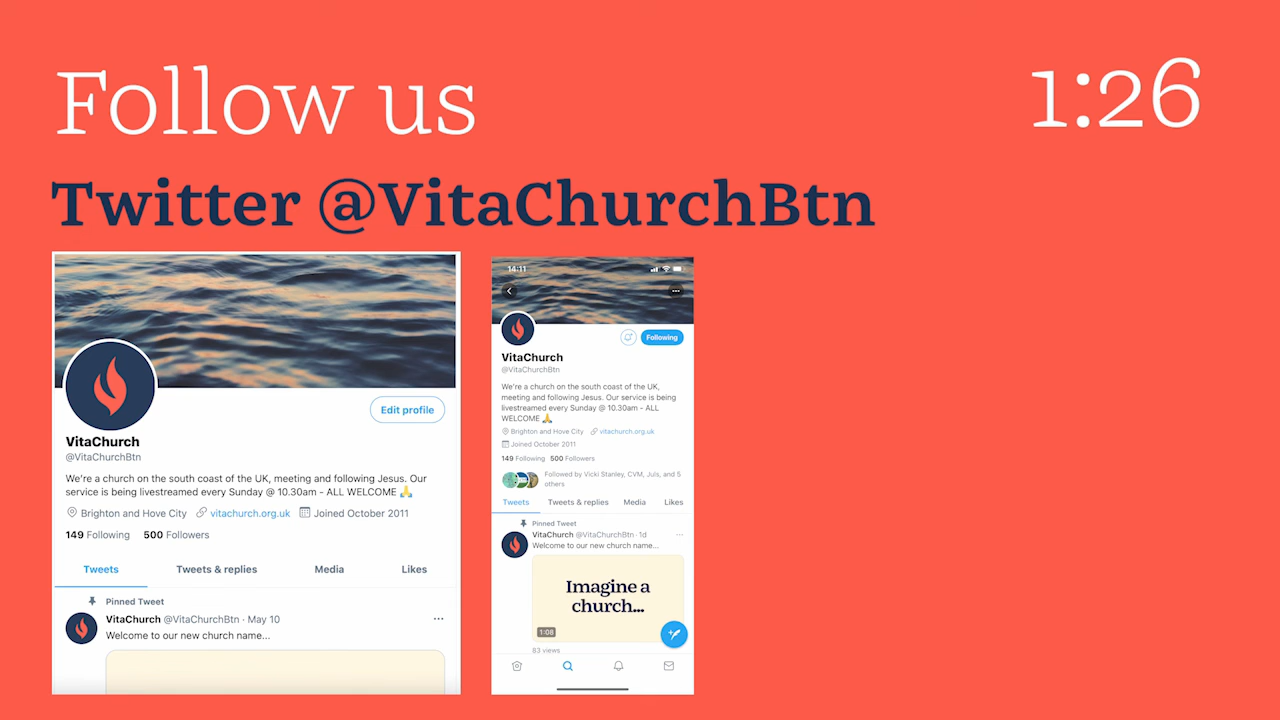 Follow us
1:26
Twitter @VitaChurchBtn
Edit profile
VitaChurch
@VitaChurchBtn
We're a church on the south coast of the UK, meeting and following Jesus. Our
service is being livestreamed every Sunday @ 10.30am - ALL WELCOME 🙏
Brighton and Hove City vitachurch.org.uk Joined October 2011
149 Following 500 Followers
Tweets Tweets & replies Media Likes
Pinned Tweet
VitaChurch @VitaChurchBtn · May 10 ...
Welcome to our new church name...
14:11
Following
VitaChurch
@VitaChurchBtn
We're a church on the south coast of the UK,
meeting and following Jesus. Our service is being
livestreamed every Sunday @ 10.30am - ALL
WELCOME 🙏
Brighton and Hove City vitachurch.org.uk
Joined October 2011
149 Following 500 Followers
Followed by Vicki Stanley, CVM, Juls, and 5
others
Tweets Tweets & replies Media Likes
Pinned Tweet
VitaChurch @VitaChurchBtn · 1d ...
Welcome to our new church name...
Imagine a
church...
1:08
83 views